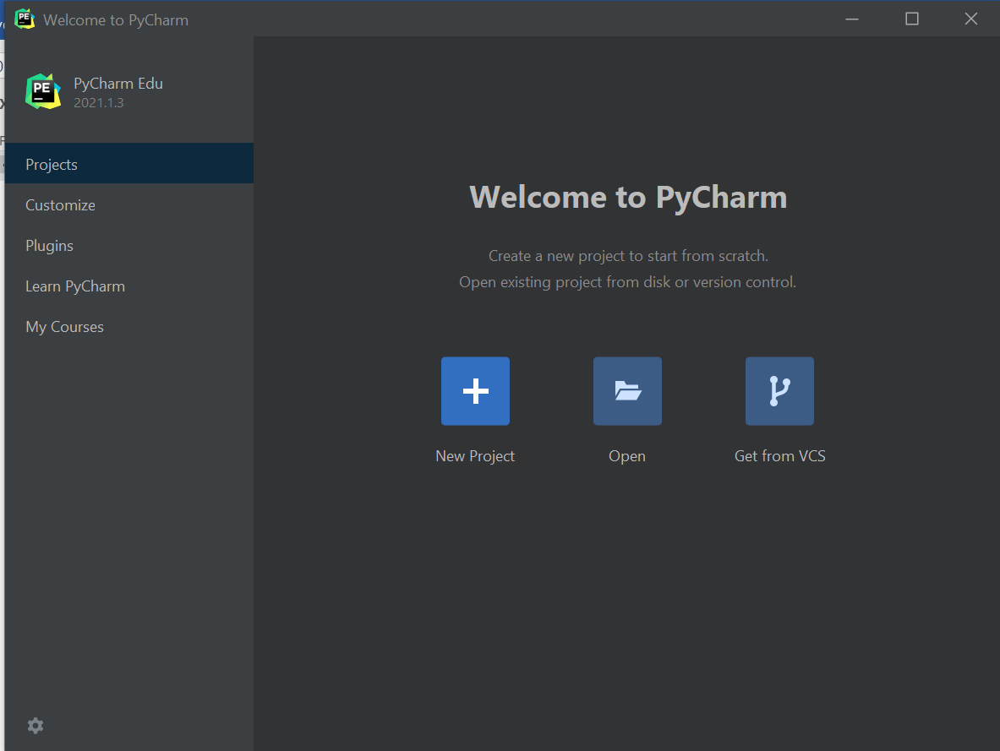 PE Welcome to PyCharm
PE PyCharm Edu
2021.1.3
Projects
Customize
Plugins
Learn PyCharm
My Courses
Welcome to PyCharm
Create a new project to start from scratch.
Open existing project from disk or version control.
New Project
Open
Get from VCS